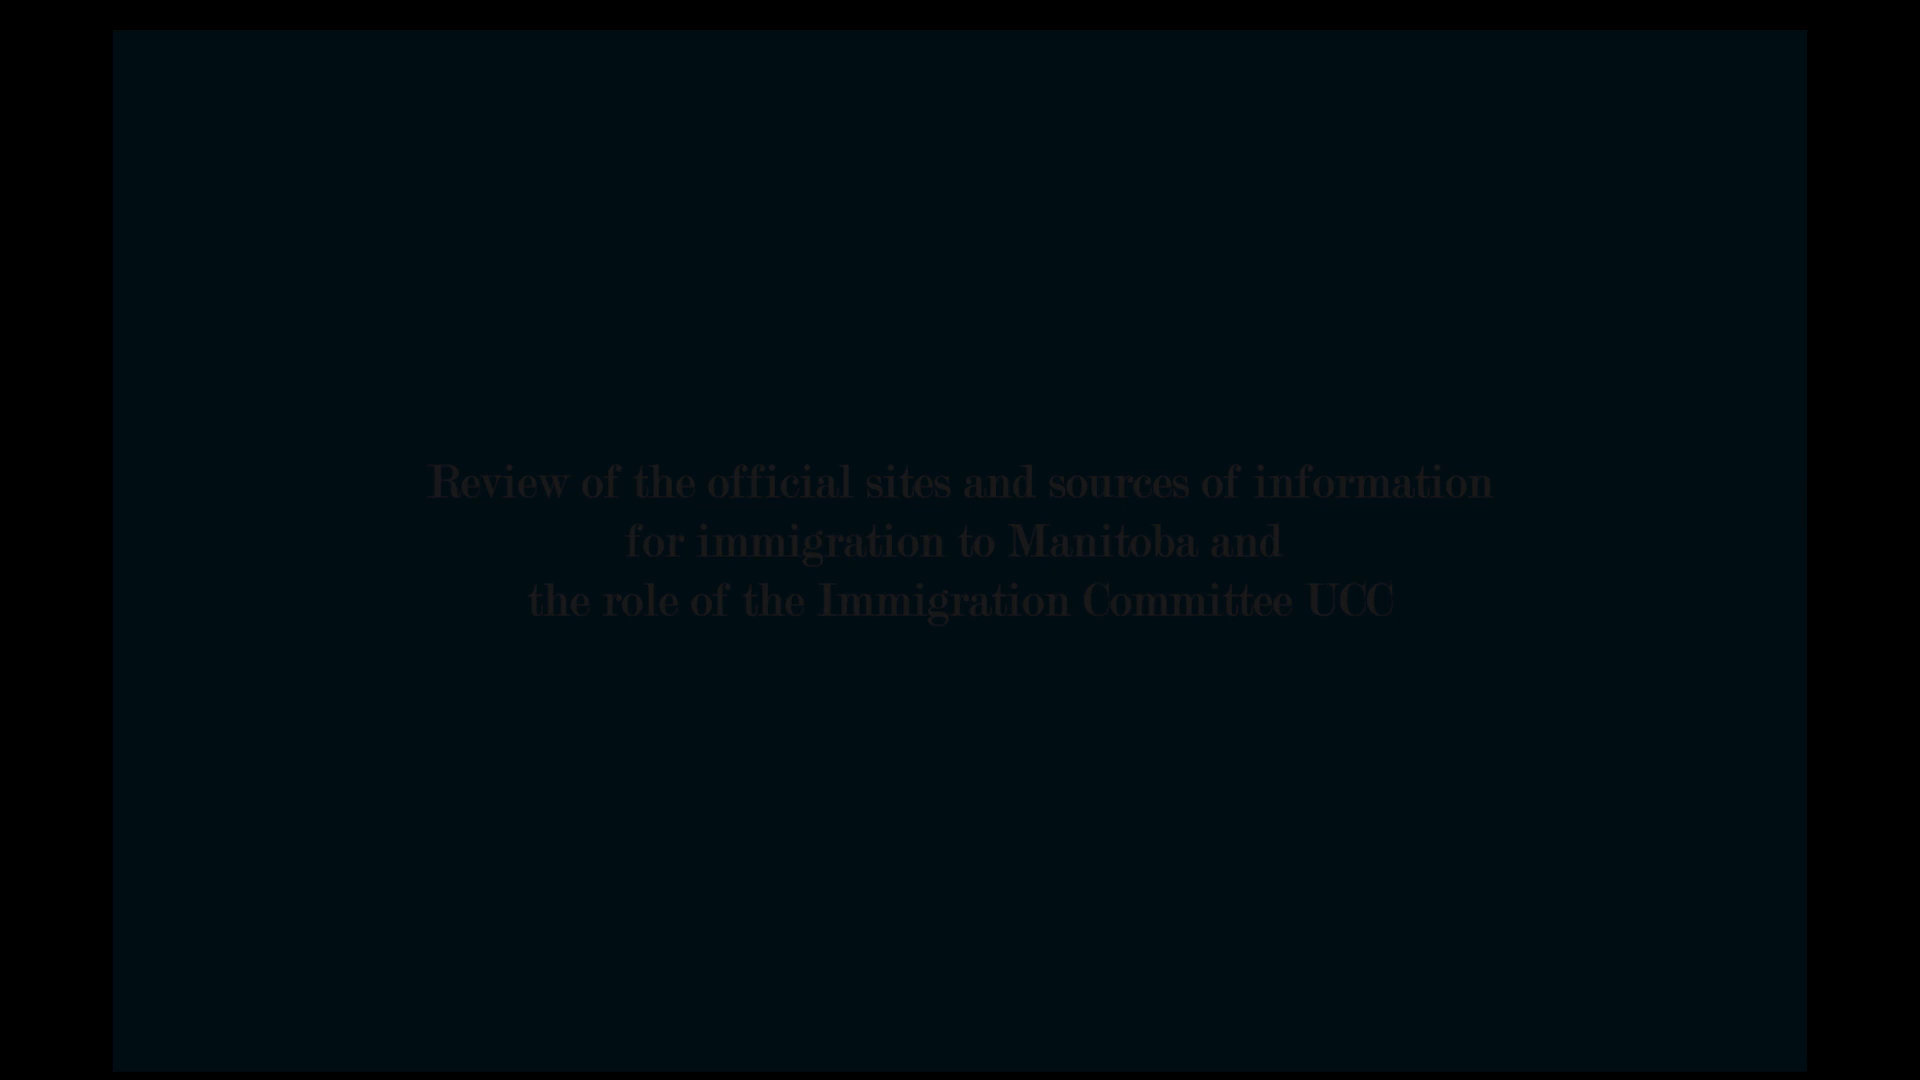 Review of the official sites and sources of information
for immigration to Manitoba and
the role of the Immigration Committee UCC